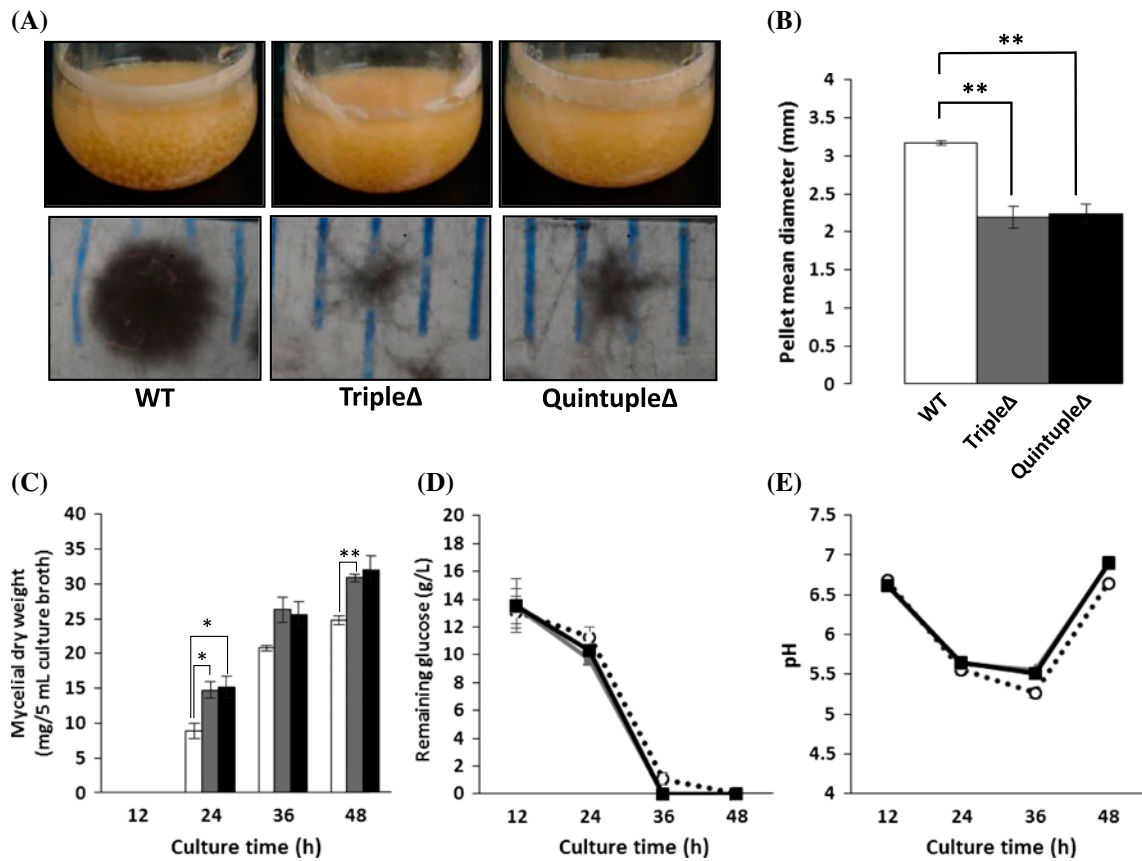 (A)
WT
TripleΔ
QuintupleΔ
(B)
**
**
Pellet mean diameter (mm)
4
3.5
3
2.5
2
1.5
1
0.5
0
WT
TripleΔ
QuintupleΔ
(C)
Mycelial dry weight
(mg/5 mL culture broth)
40
35
30
25
20
15
10
5
0
*
*
**
12 24 36 48
Culture time (h)
(D)
Remaining glucose (g/L)
20
18
16
14
12
10
8
6
4
2
0
12 24 36 48
Culture time (h)
(E)
pH
7.5
7
6.5
6
5.5
5
4.5
4
12 24 36 48
Culture time (h)